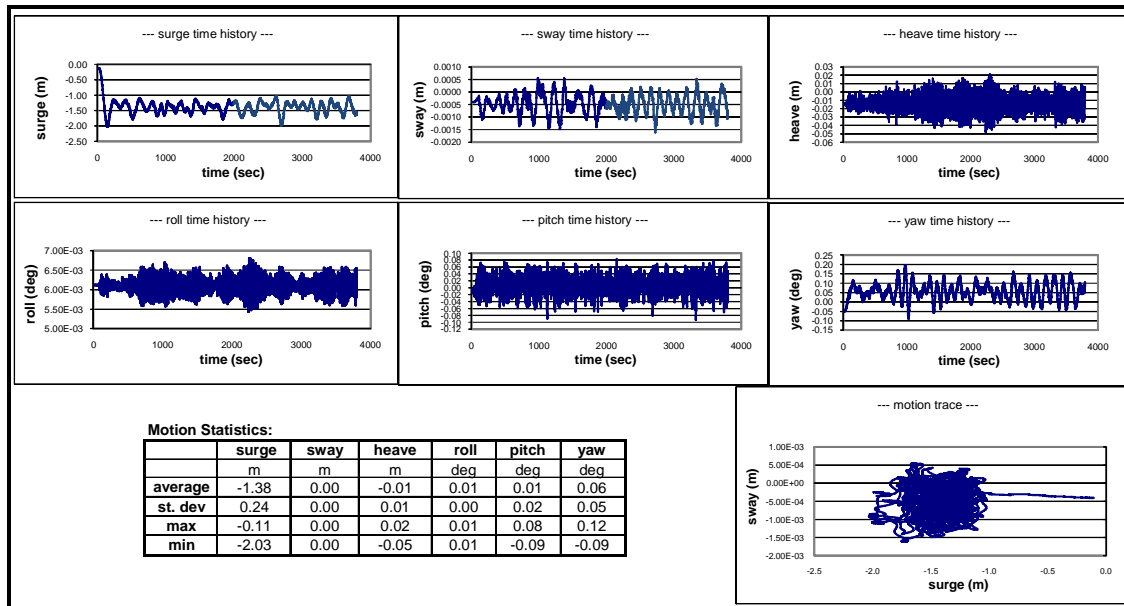 --- surge time history ---
0.00
-0.50
-1.00
-1.50
-2.00
-2.50
surge (m)
0 1000 2000 3000 4000
time (sec)
--- sway time history ---
0.0010
0.0005
0.0000
-0.0005
-0.0010
-0.0015
-0.0020
sway (m)
0 1000 2000 3000 4000
time (sec)
--- heave time history ---
0.03
0.02
0.01
0.00
-0.01
-0.02
-0.03
-0.04
-0.05
-0.06
heave (m)
0 1000 2000 3000 4000
time (sec)
--- roll time history ---
7.00E-03
6.50E-03
6.00E-03
5.50E-03
5.00E-03
roll (deg)
0 1000 2000 3000 4000
time (sec)
--- pitch time history ---
0.10
0.08
0.06
0.04
0.02
0.00
-0.02
-0.04
-0.06
-0.08
-0.10
-0.12
pitch (deg)
0 1000 2000 3000 4000
time (sec)
--- yaw time history ---
0.25
0.20
0.15
0.10
0.05
0.00
-0.05
-0.10
-0.15
yaw (deg)
0 1000 2000 3000 4000
time (sec)
Motion Statistics:
surge sway heave roll pitch yaw
m m m deg deg deg
average -1.38 0.00 -0.01 0.01 0.01 0.06
st. dev 0.24 0.00 0.01 0.00 0.02 0.05
max -0.11 0.00 0.02 0.01 0.08 0.12
min -2.03 0.00 -0.05 0.01 -0.09 -0.09
--- motion trace ---
1.00E-03
5.00E-04
0.00E+00
-5.00E-04
-1.00E-03
-1.50E-03
-2.00E-03
sway (m)
-2.5 -2.0 -1.5 -1.0 -0.5 0.0
surge (m)